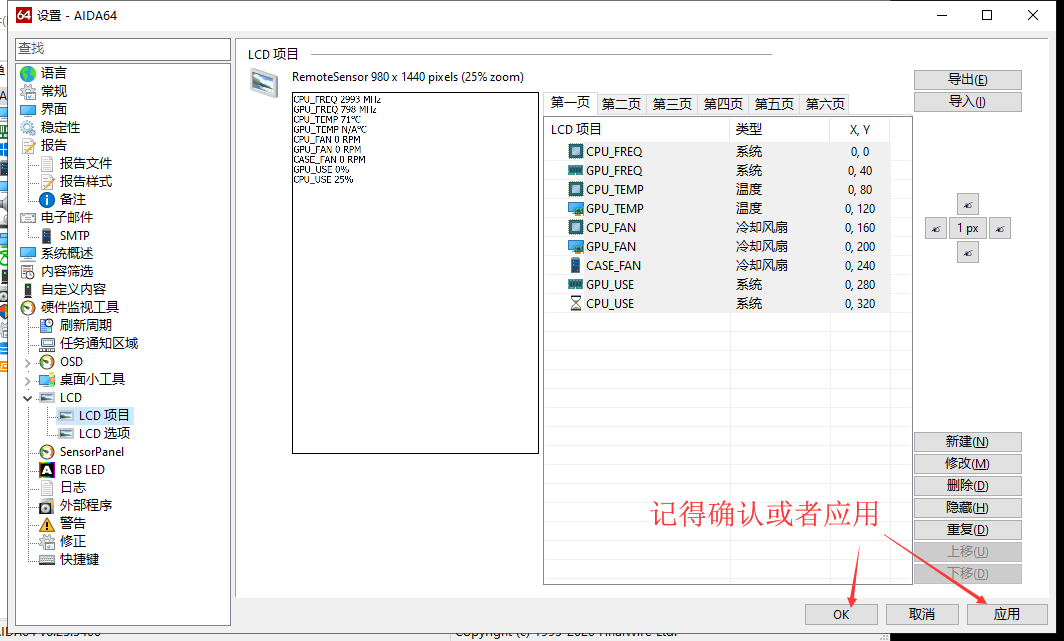 设置 - AIDA64
查找
语言
常规
界面
稳定性
报告
报告文件
报告样式
备注
电子邮件
SMTP
系统概述
内容筛选
自定义内容
硬件监视工具
刷新周期
任务通知区域
OSD
桌面小工具
LCD
LCD 项目
LCD 选项
SensorPanel
RGB LED
日志
外部程序
警告
修正
快捷键
LCD 项目
RemoteSensor 980 x 1440 pixels (25% zoom)
CPU_FREQ 2993 MHz
GPU_FREQ 798 MHz
CPU_TEMP 71°C
GPU_TEMP N/A°C
CPU_FAN 0 RPM
GPU_FAN 0 RPM
CASE_FAN 0 RPM
GPU_USE 0%
CPU_USE 25%
第一页 第二页 第三页 第四页 第五页 第六页
LCD 项目 类型 X, Y
CPU_FREQ 系统 0, 0
GPU_FREQ 系统 0, 40
CPU_TEMP 温度 0, 80
GPU_TEMP 温度 0, 120
CPU_FAN 冷却风扇 0, 160
GPU_FAN 冷却风扇 0, 200
CASE_FAN 冷却风扇 0, 240
GPU_USE 系统 0, 280
CPU_USE 系统 0, 320
导出(E)
导入(I)
1 px
新建(N)
修改(M)
删除(D)
隐藏(H)
重复(D)
上移(U)
下移(D)
记得确认或者应用
OK 取消 应用